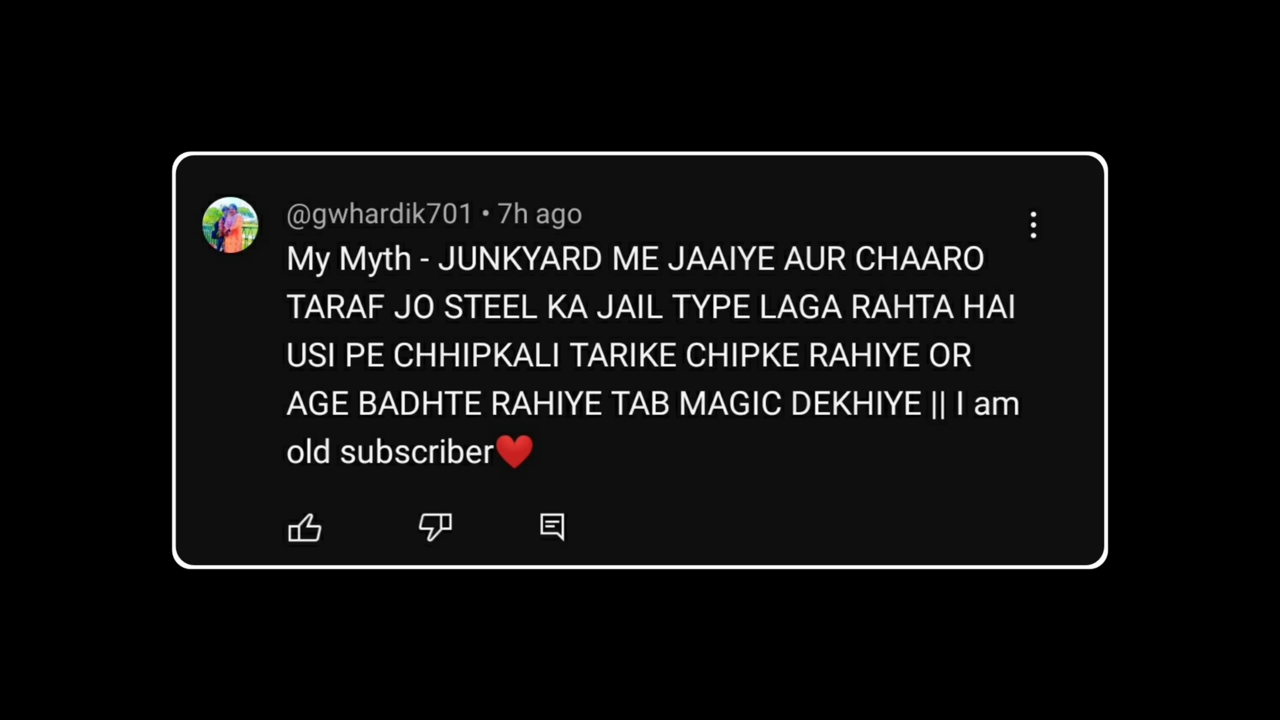 @gwhardik701 • 7h ago
My Myth - JUNKYARD ME JAAIYE AUR CHAARO
TARAF JO STEEL KA JAIL TYPE LAGA RAHTA HAI
USI PE CHHIPKALI TARIKE CHIPKE RAHIYE OR
AGE BADHTE RAHIYE TAB MAGIC DEKHIYE || I am
old subscriber❤️